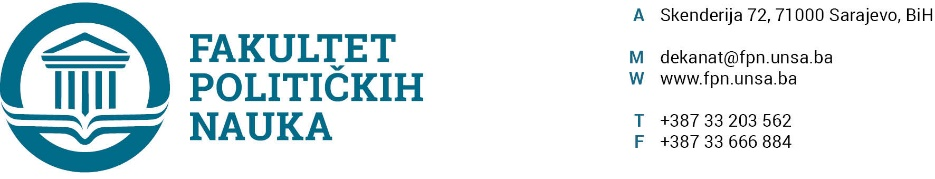 FAKULTET
POLITIČKIH
NAUKA
A Skenderija 72, 71000 Sarajevo, BiH
M dekanat@fpn.unsa.ba
W www.fpn.unsa.ba
T +387 33 203 562
F +387 33 666 884